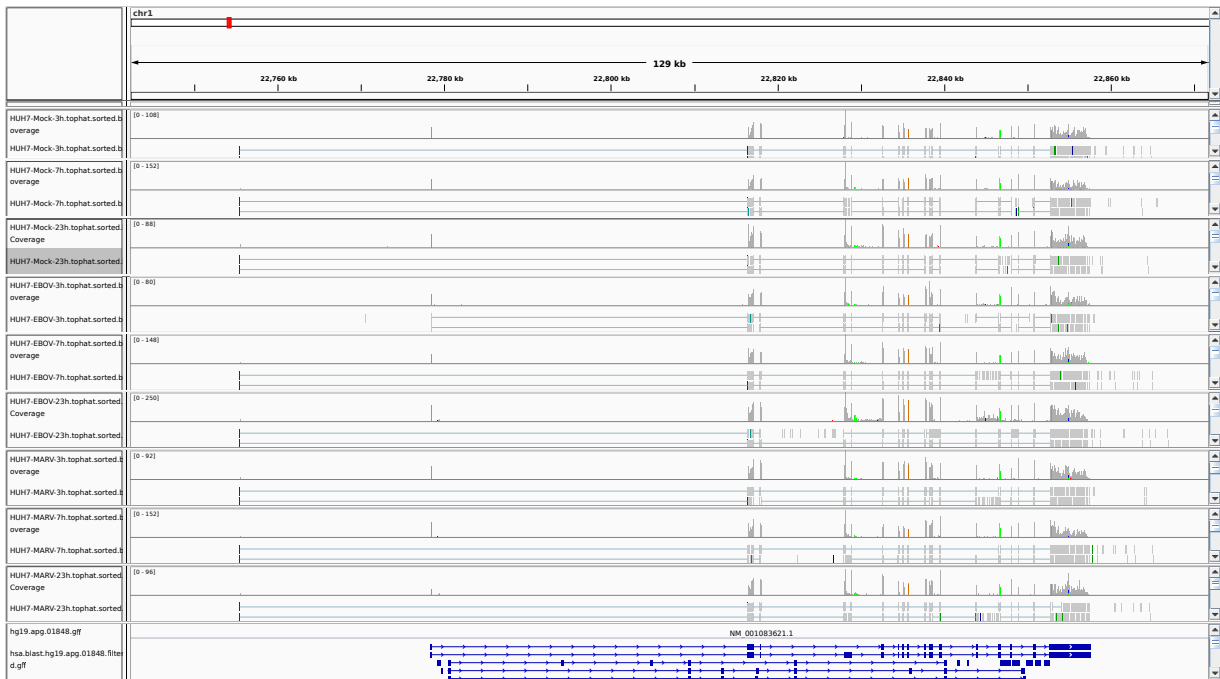 chr1
129 kb
22,760 kb 22,780 kb 22,800 kb 22,820 kb 22,840 kb 22,860 kb
HUH7-Mock-3h.tophat.sorted.b
overage
[0 - 108]
HUH7-Mock-3h.tophat.sorted.b
HUH7-Mock-7h.tophat.sorted.b
overage
[0 - 152]
HUH7-Mock-7h.tophat.sorted.b
HUH7-Mock-23h.tophat.sorted.
Coverage
[0 - 88]
HUH7-Mock-23h.tophat.sorted.
HUH7-EBOV-3h.tophat.sorted.b
overage
[0 - 80]
HUH7-EBOV-3h.tophat.sorted.b
HUH7-EBOV-7h.tophat.sorted.b
overage
[0 - 148]
HUH7-EBOV-7h.tophat.sorted.b
HUH7-EBOV-23h.tophat.sorted.
Coverage
[0 - 250]
HUH7-EBOV-23h.tophat.sorted.
HUH7-MARV-3h.tophat.sorted.b
overage
[0 - 92]
HUH7-MARV-3h.tophat.sorted.b
HUH7-MARV-7h.tophat.sorted.b
overage
[0 - 152]
HUH7-MARV-7h.tophat.sorted.b
HUH7-MARV-23h.tophat.sorted.
Coverage
[0 - 96]
HUH7-MARV-23h.tophat.sorted.
hg19.apg.01848.gff
NM_001083621.1
hsa.blast.hg19.apg.01848.filter
d.gff